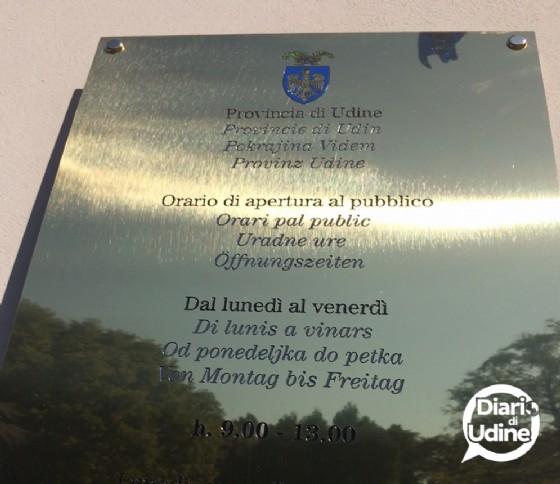 Provincia di Udine
Provincie di Udin
Pokrajina Videm
Provinz Udine
Orario di apertura al pubblico
Orari pal public
Uradne ure
Öffnungszeiten
Dal lunedì al venerdì
Di lunis a vinars
Od ponedeljka do petka
Von Montag bis Freitag
h. 9.00 - 13.00
Diario
di
Udine